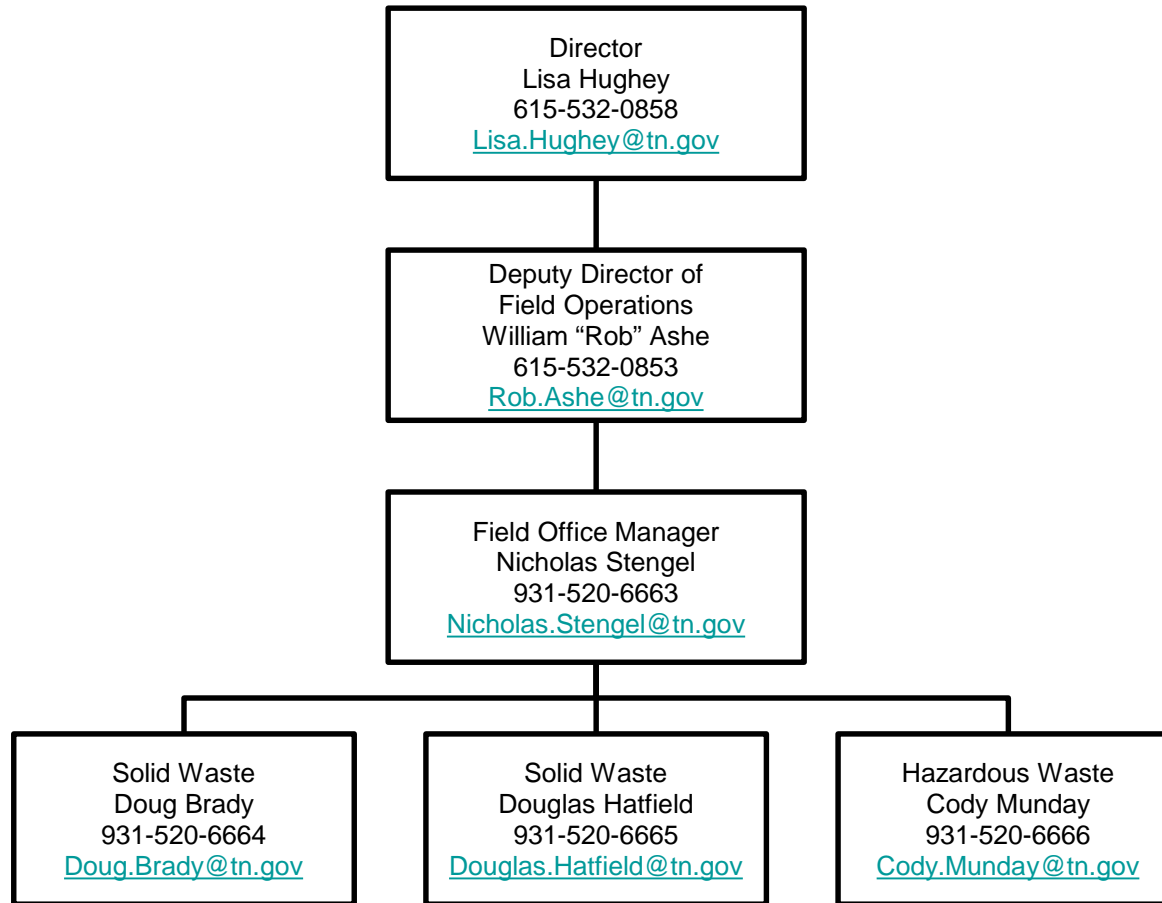 Director
Lisa Hughey
615-532-0858
Lisa.Hughey@tn.gov
Deputy Director of
Field Operations
William “Rob” Ashe
615-532-0853
Rob.Ashe@tn.gov
Field Office Manager
Nicholas Stengel
931-520-6663
Nicholas.Stengel@tn.gov
Solid Waste
Doug Brady
931-520-6664
Doug.Brady@tn.gov
Solid Waste
Douglas Hatfield
931-520-6665
Douglas.Hatfield@tn.gov
Hazardous Waste
Cody Munday
931-520-6666
Cody.Munday@tn.gov